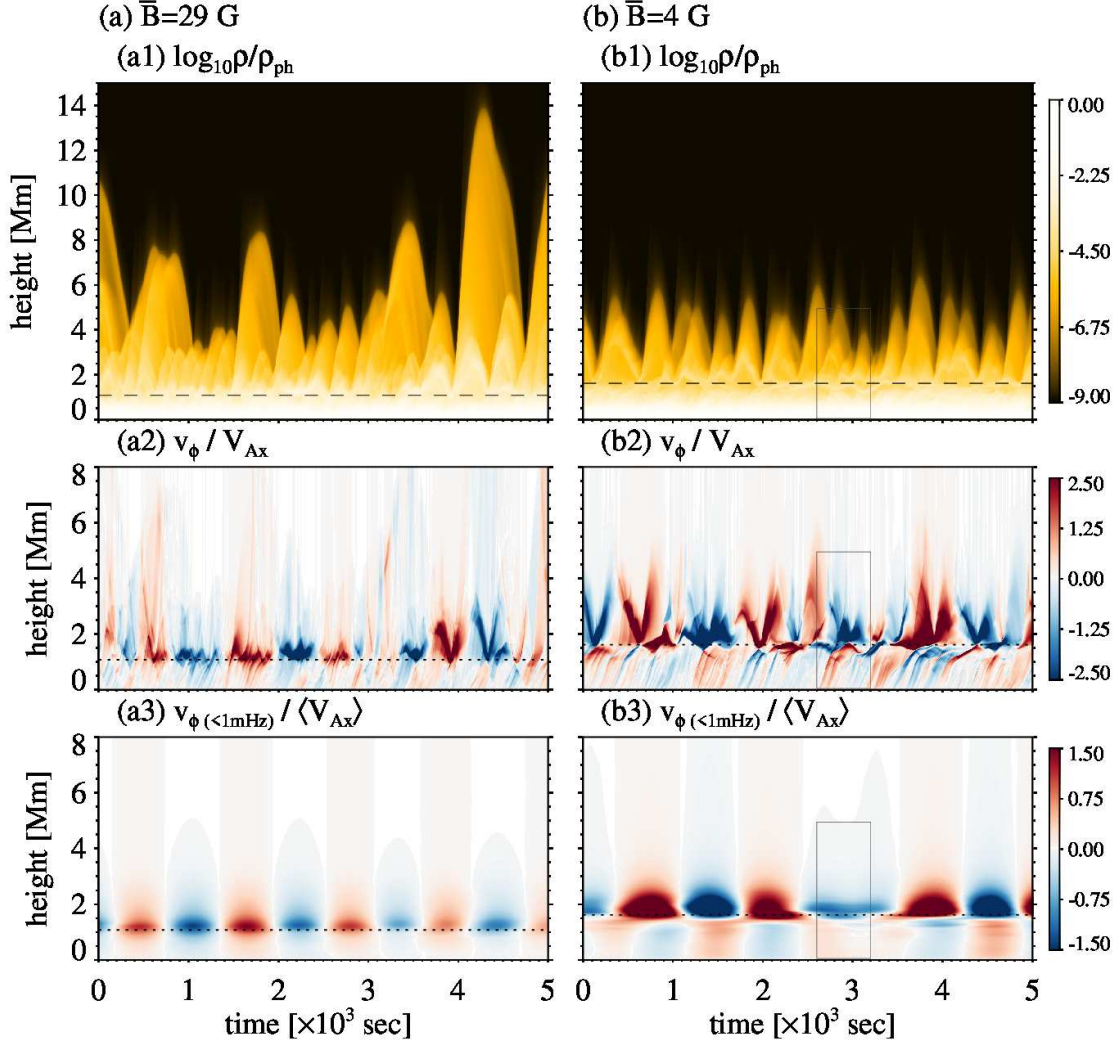 (a) B̅=29 G
(b) B̅=4 G
(a1) log₁₀ρ/ρₚₕ
(b1) log₁₀ρ/ρₚₕ
height [Mm]
14
12
10
8
6
4
2
0
0.00
-2.25
-4.50
-6.75
-9.00
(a2) v_ϕ / V_Ax
(b2) v_ϕ / V_Ax
height [Mm]
8
6
4
2
0
2.50
1.25
0.00
-1.25
-2.50
(a3) v_ϕ (<1mHz) / ⟨V_Ax⟩
(b3) v_ϕ (<1mHz) / ⟨V_Ax⟩
height [Mm]
8
6
4
2
0
1.50
0.75
0.00
-0.75
-1.50
0 1 2 3 4 5
0 1 2 3 4 5
time [×10³ sec]
time [×10³ sec]